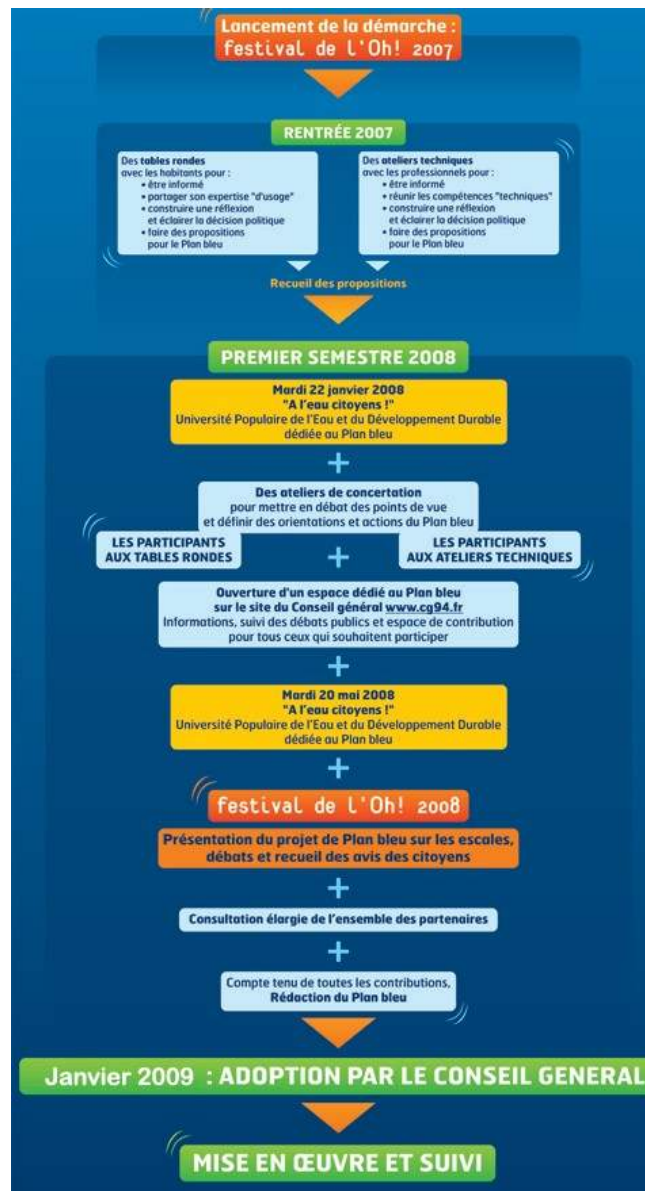 Lancement de la démarche :
festival de l'Oh! 2007
RENTRÉE 2007
Des tables rondes
avec les habitants pour :
• être informé
• partager son expertise "d'usage"
• construire une réflexion
et éclairer la décision politique
• faire des propositions
pour le Plan bleu
Des ateliers techniques
avec les professionnels pour :
• être informé
• réunir les compétences "techniques"
• construire une réflexion
et éclairer la décision politique
• faire des propositions
pour le Plan bleu
Recueil des propositions
PREMIER SEMESTRE 2008
Mardi 22 janvier 2008
"A l'eau citoyens !"
Université Populaire de l'Eau et du Développement Durable
dédiée au Plan bleu
+
Des ateliers de concertation
pour mettre en débat des points de vue
et définir des orientations et actions du Plan bleu
LES PARTICIPANTS
AUX TABLES RONDES
+
LES PARTICIPANTS
AUX ATELIERS TECHNIQUES
Ouverture d'un espace dédié au Plan bleu
sur le site du Conseil général www.cg94.fr
Informations, suivi des débats publics et espace de contribution
pour tous ceux qui souhaitent participer
+
Mardi 20 mai 2008
"A l'eau citoyens !"
Université Populaire de l'Eau et du Développement Durable
dédiée au Plan bleu
+
festival de l'Oh! 2008
Présentation du projet de Plan bleu sur les escales,
débats et recueil des avis des citoyens
+
Consultation élargie de l'ensemble des partenaires
+
Compte tenu de toutes les contributions,
Rédaction du Plan bleu
Janvier 2009 : ADOPTION PAR LE CONSEIL GENERAL
MISE EN ŒUVRE ET SUIVI